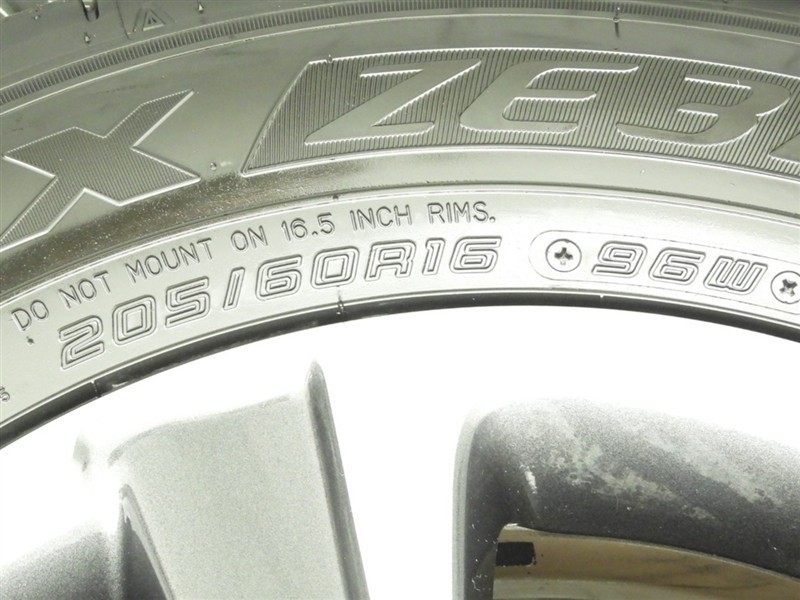 X ZE
DO NOT MOUNT ON 16.5 INCH RIMS.
205/60R16 96W